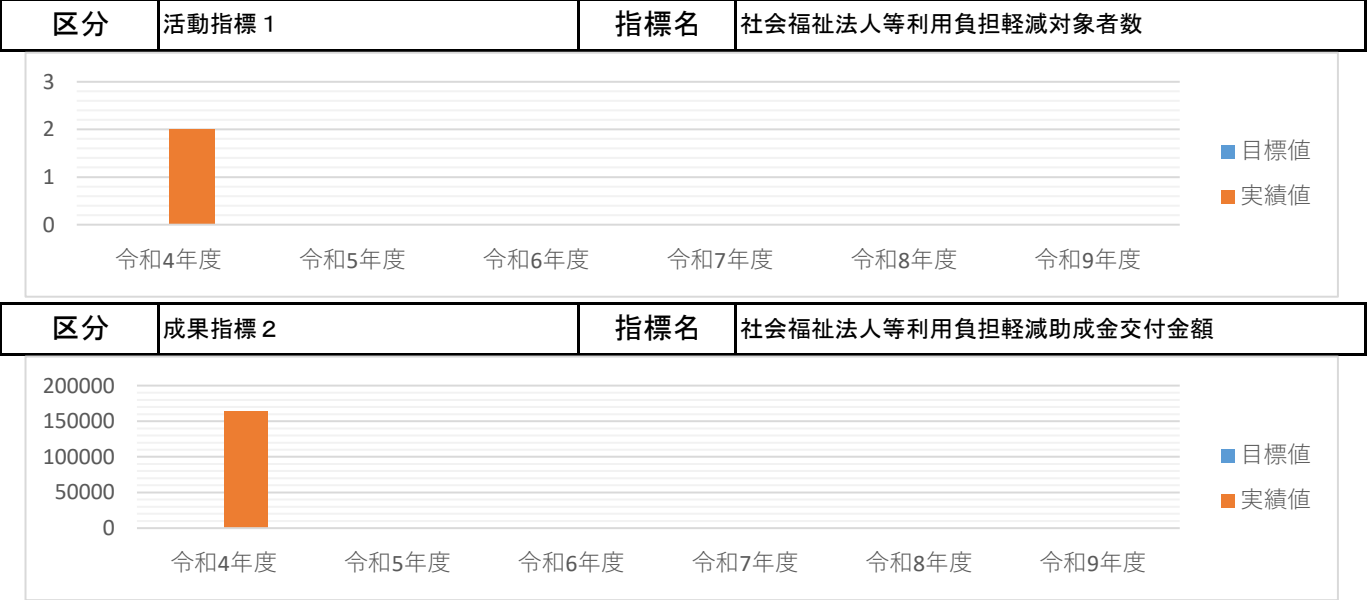 区分 活動指標1 指標名 社会福祉法人等利用負担軽減対象者数
3
2
1
0
目標値
実績値
令和4年度 令和5年度 令和6年度 令和7年度 令和8年度 令和9年度
区分 成果指標2 指標名 社会福祉法人等利用負担軽減助成金交付金額
200000
150000
100000
50000
0
目標値
実績値
令和4年度 令和5年度 令和6年度 令和7年度 令和8年度 令和9年度